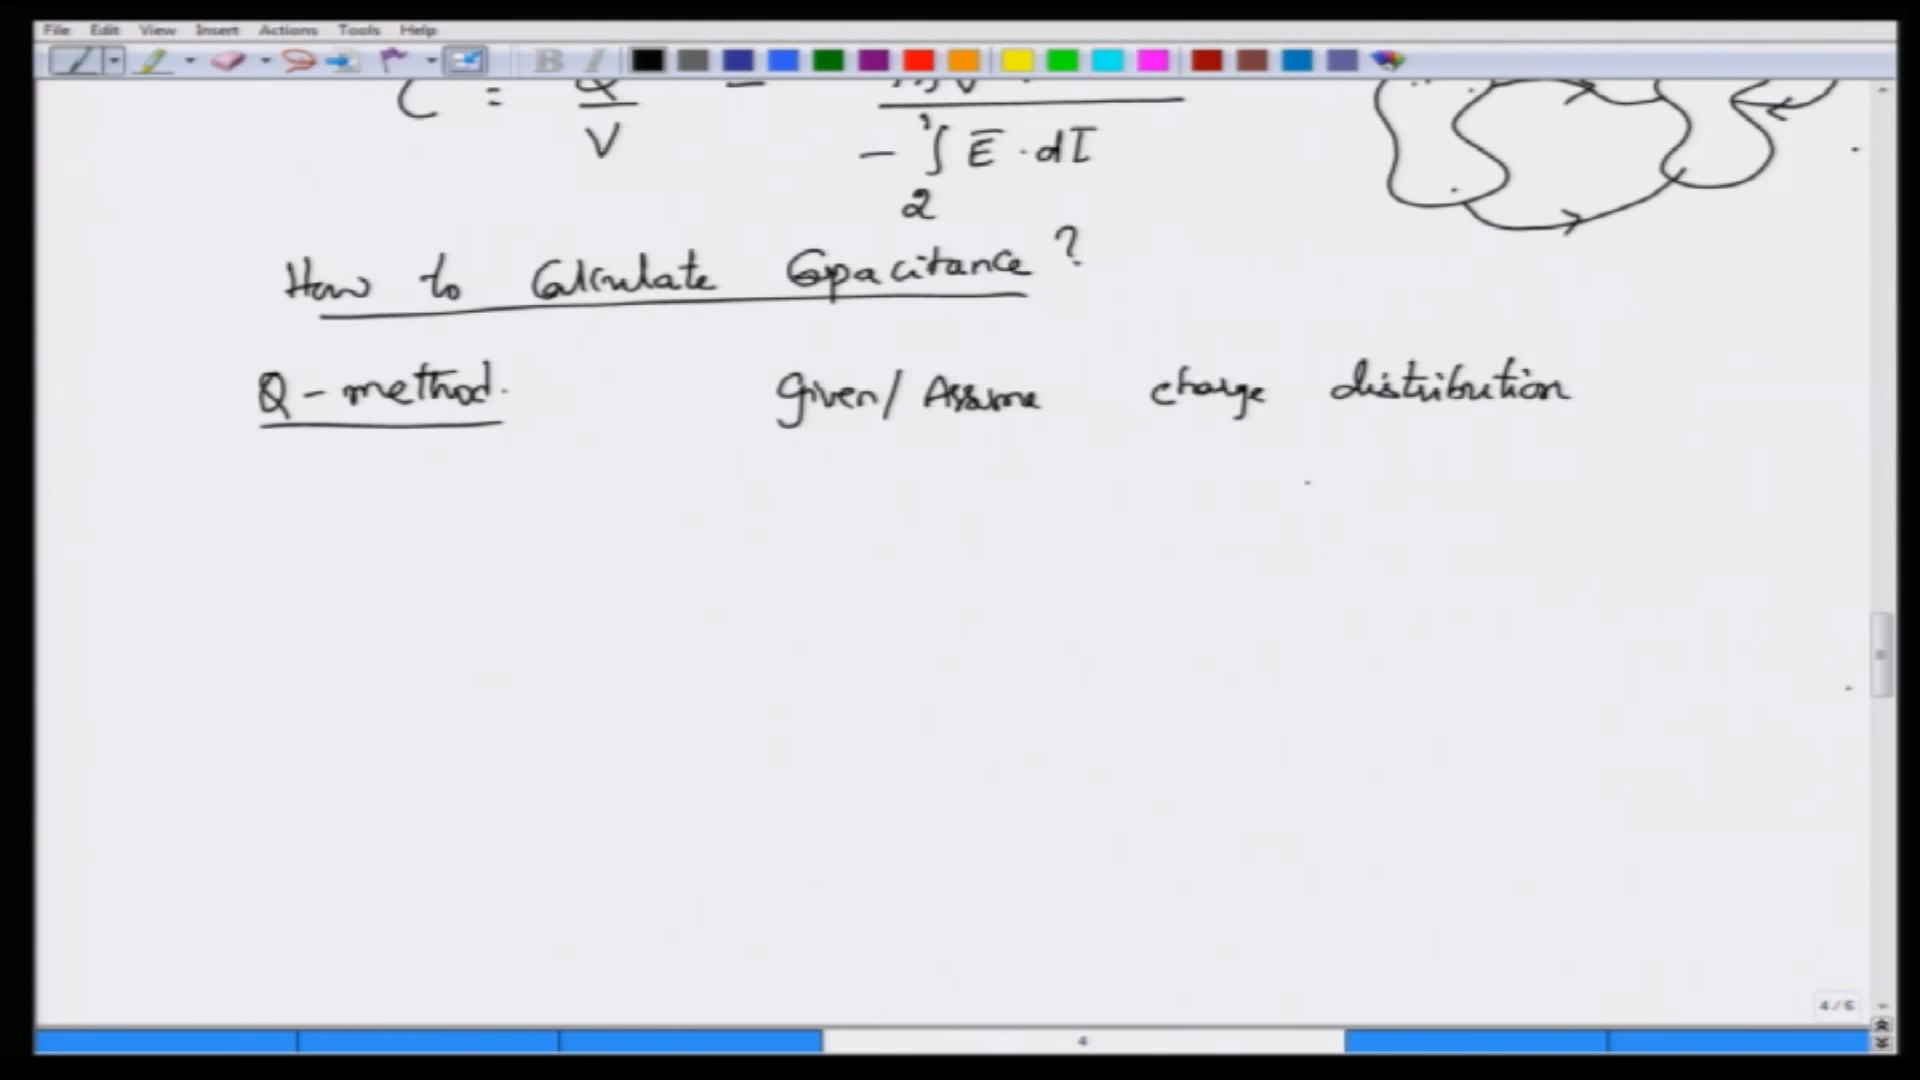 File Edit View Insert Actions Tools Help
B I
C = Q
V
- ∫ E̅ · dl̅
1
2
How to Calculate Capacitance ?
Q - method. Given/ Assume charge distribution
4/6
4